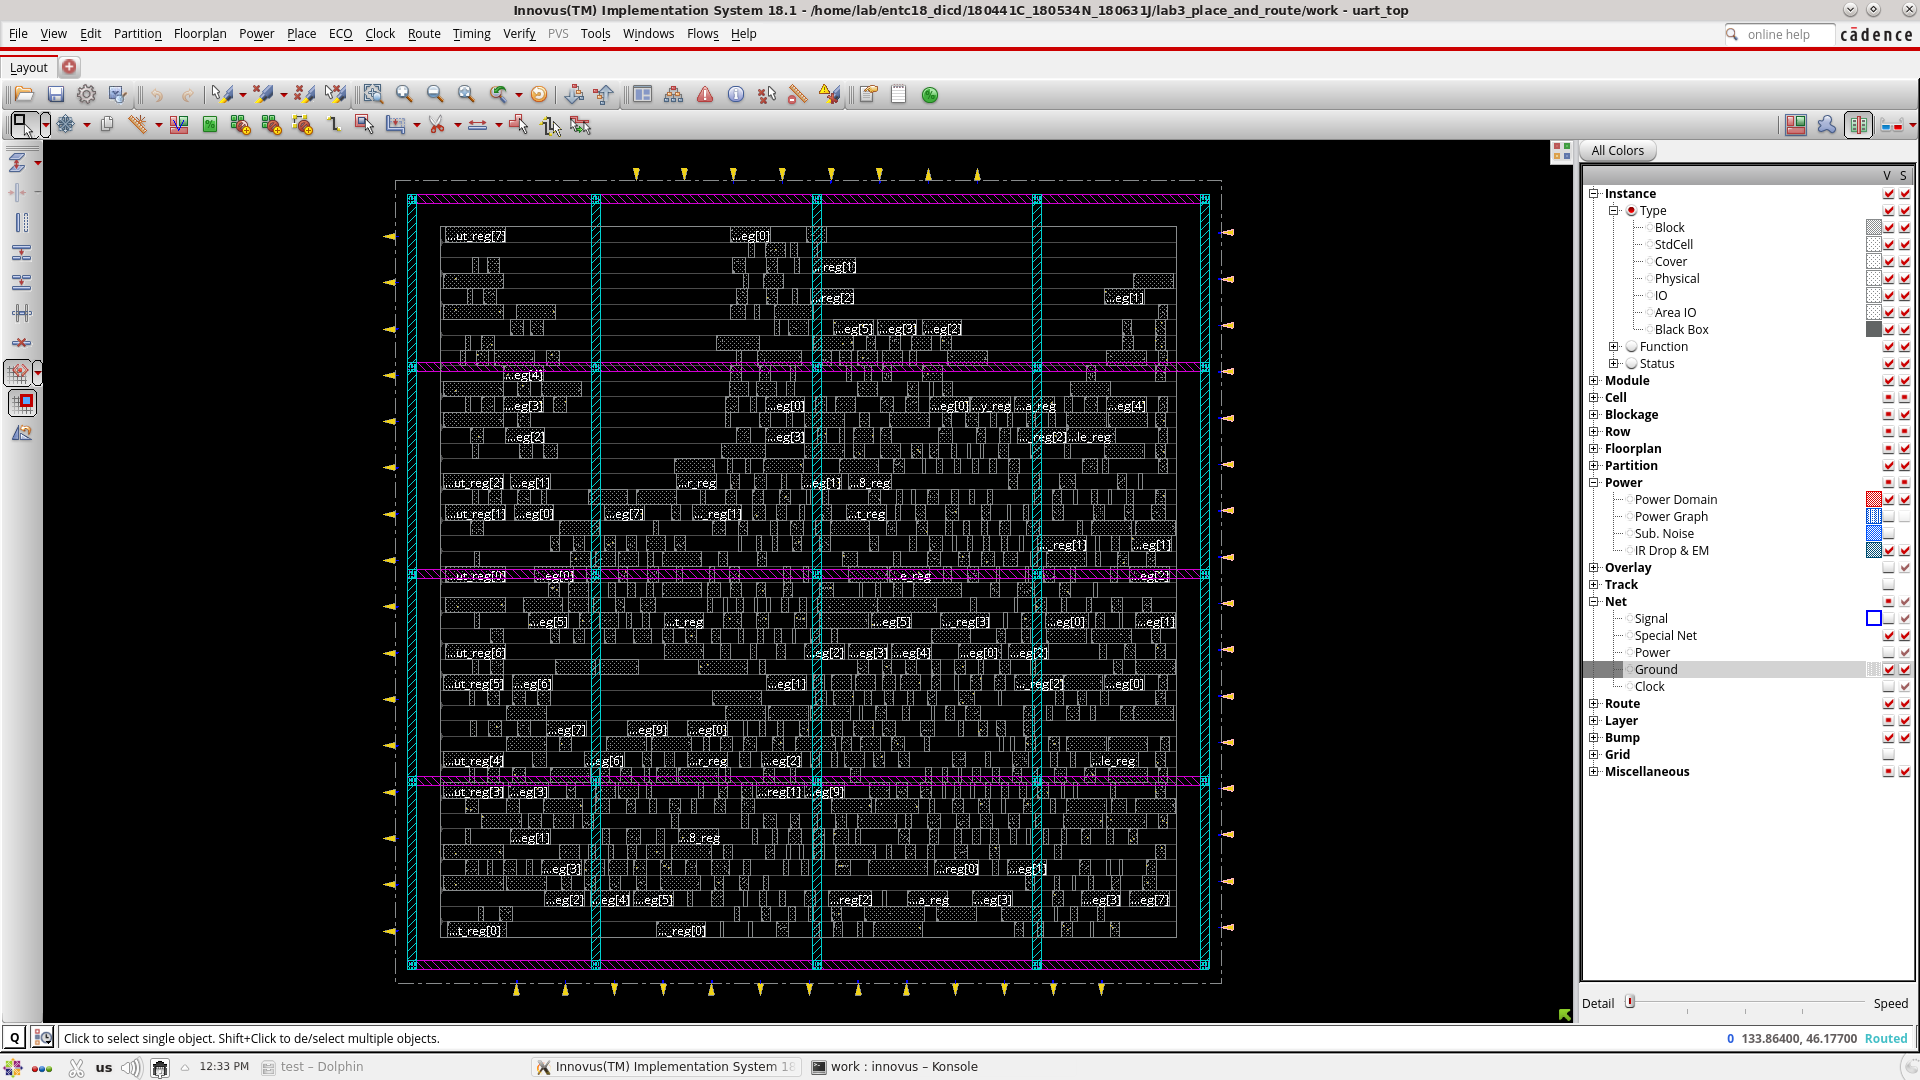 Innovus(TM) Implementation System 18.1 - /home/lab/entc18_dicd/180441C_180534N_180631J/lab3_place_and_route/work - uart_top
File View Edit Partition Floorplan Power Place ECO Clock Route Timing Verify PVS Tools Windows Flows Help
online help
cādence
Layout
All Colors
V S
Instance
Type
Block
StdCell
Cover
Physical
IO
Area IO
Black Box
Function
Status
Module
Cell
Blockage
Row
Floorplan
Partition
Power
Power Domain
Power Graph
Sub. Noise
IR Drop & EM
Overlay
Track
Net
Signal
Special Net
Power
Ground
Clock
Route
Layer
Bump
Grid
Miscellaneous
Detail Speed
...ut_reg[7] ...eg[0]
...reg[1]
...reg[2] ...eg[1]
...eg[5] ...eg[3] ...eg[2]
...eg[4]
...eg[3] ...eg[0] ...eg[0] ...y_reg ...a_reg ...eg[4]
...eg[2] ...eg[3] ..._reg[2] ...le_reg
...ut_reg[2] ...eg[1] ...r_reg ...eg[1] ...8_reg
...ut_reg[1] ...eg[0] ...eg[7] ..._reg[1] ...t_reg
..._reg[1] ...eg[1]
...ut_reg[0] ...eg[0] ...e_reg ...eg[2]
...eg[5] ...t_reg ...eg[5] ..._reg[3] ...eg[0] ...eg[1]
...ut_reg[6] ...eg[2] ...eg[3] ...eg[4] ...eg[0] ...eg[2]
...ut_reg[5] ...eg[6] ...eg[1] ..._reg[2] ...eg[0]
...eg[7] ...eg[9] ...eg[0]
...ut_reg[4] ...eg[6] ...r_reg ...eg[2] ...le_reg
...ut_reg[3] ...eg[3] ...reg[1] ...eg[9]
...eg[1] ...8_reg
...eg[3] ...reg[0] ...eg[1]
...eg[2] ...eg[4] ...eg[5] ...reg[2] ...a_reg ...eg[3] ...eg[3] ...eg[7]
...t_reg[0] ..._reg[0]
Q Click to select single object. Shift+Click to de/select multiple objects. 0 133.86400, 46.17700 Routed
us 12:33 PM test – Dolphin Innovus(TM) Implementation System 18 work : innovus – Konsole